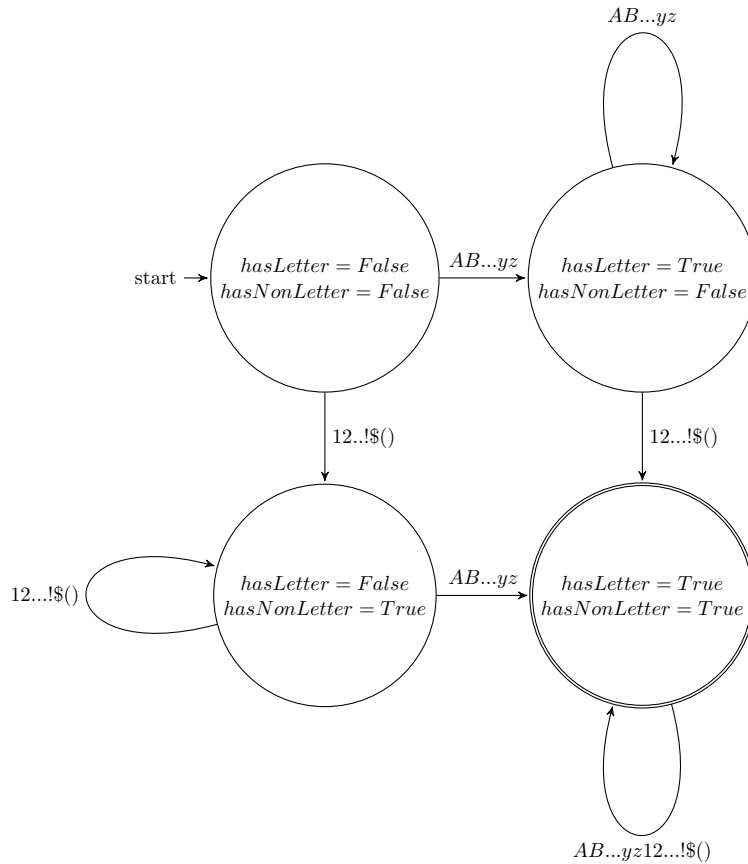 AB...yz
start
hasLetter = False
hasNonLetter = False
AB...yz
hasLetter = True
hasNonLetter = False
12..!$()
12...!$()
12...!$()
hasLetter = False
hasNonLetter = True
AB...yz
hasLetter = True
hasNonLetter = True
AB...yz12...!$()